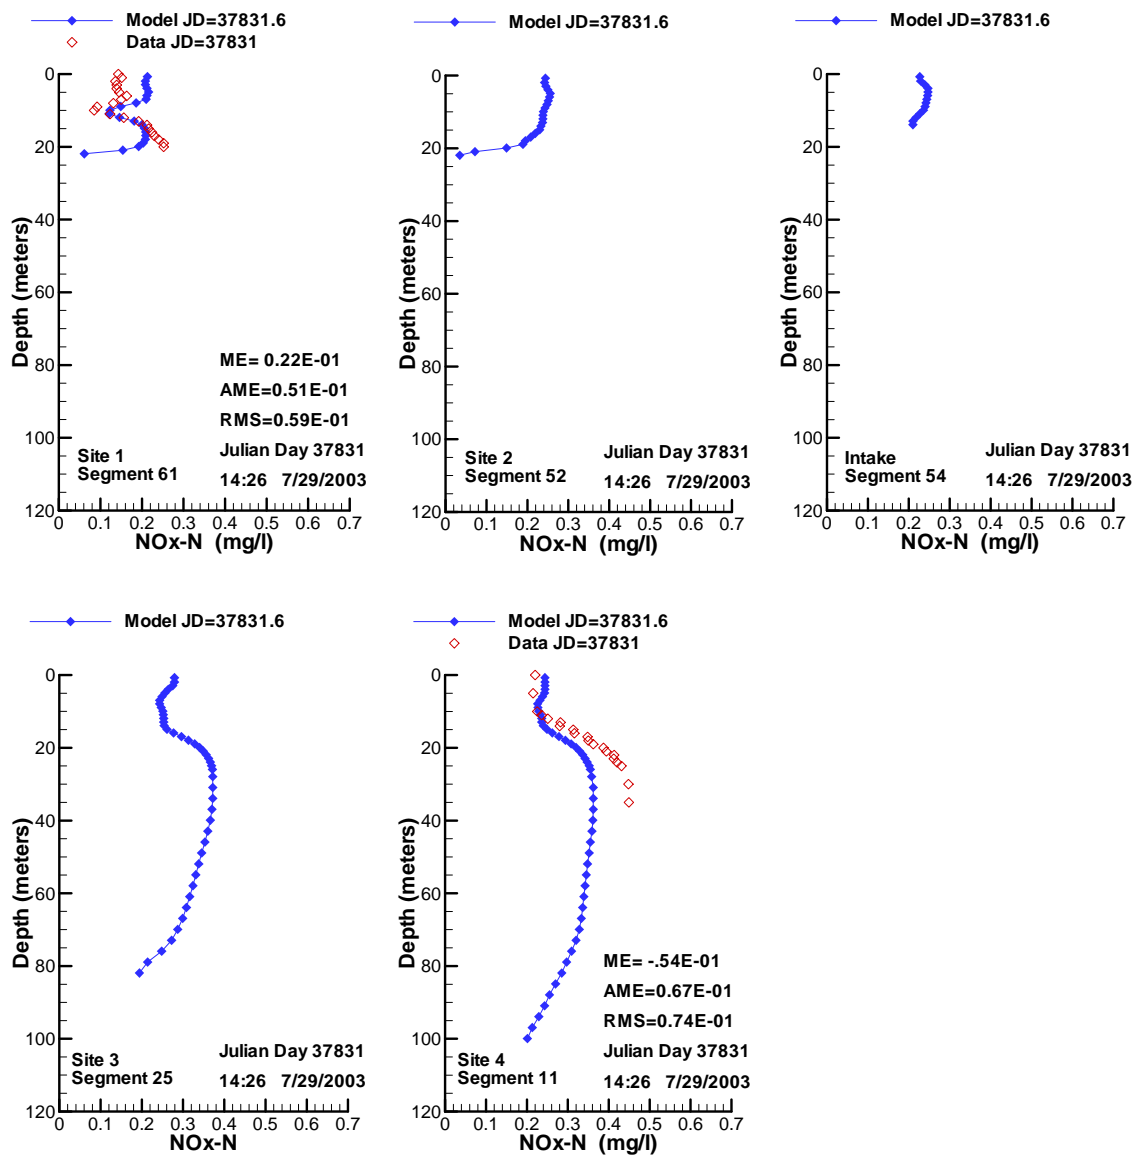 Model JD=37831.6
Data JD=37831
0
20
40
60
80
100
120
Depth (meters)
ME= 0.22E-01
AME=0.51E-01
RMS=0.59E-01
Site 1
Segment 61
Julian Day 37831
14:26 7/29/2003
0 0.1 0.2 0.3 0.4 0.5 0.6 0.7
NOx-N (mg/l)
Model JD=37831.6
0
20
40
60
80
100
120
Depth (meters)
Site 2
Segment 52
Julian Day 37831
14:26 7/29/2003
0 0.1 0.2 0.3 0.4 0.5 0.6 0.7
NOx-N (mg/l)
Model JD=37831.6
0
20
40
60
80
100
120
Depth (meters)
Intake
Segment 54
Julian Day 37831
14:26 7/29/2003
0 0.1 0.2 0.3 0.4 0.5 0.6 0.7
NOx-N (mg/l)
Model JD=37831.6
0
20
40
60
80
100
120
Depth (meters)
Site 3
Segment 25
Julian Day 37831
14:26 7/29/2003
0 0.1 0.2 0.3 0.4 0.5 0.6 0.7
NOx-N
Model JD=37831.6
Data JD=37831
0
20
40
60
80
100
120
Depth (meters)
ME= -.54E-01
AME=0.67E-01
RMS=0.74E-01
Site 4
Segment 11
Julian Day 37831
14:26 7/29/2003
0 0.1 0.2 0.3 0.4 0.5 0.6 0.7
NOx-N (mg/l)